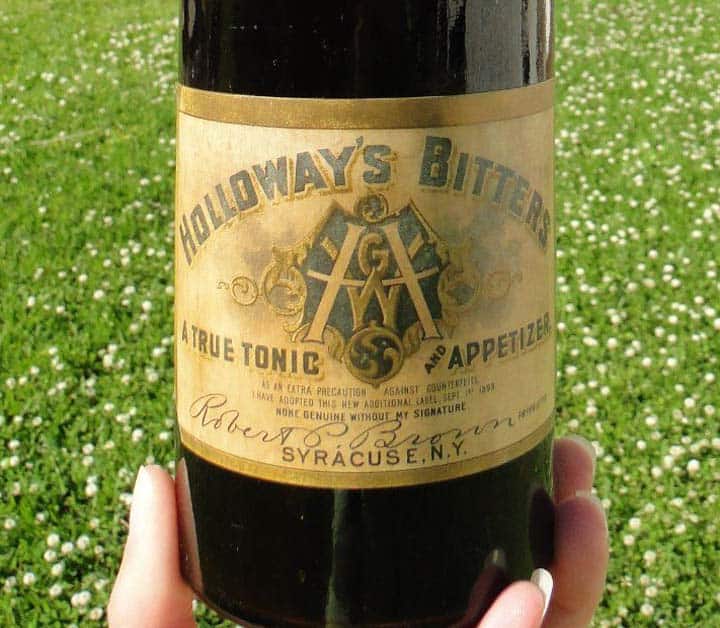 HOLLOWAY'S BITTERS
A TRUE TONIC AND APPETIZER
AS AN EXTRA PRECAUTION AGAINST COUNTERFEITS
I HAVE ADOPTED THIS NEW ADDITIONAL LABEL, SEPT. 1ST
NONE GENUINE WITHOUT MY SIGNATURE
Robert P. Brown
SYRACUSE, N.Y.